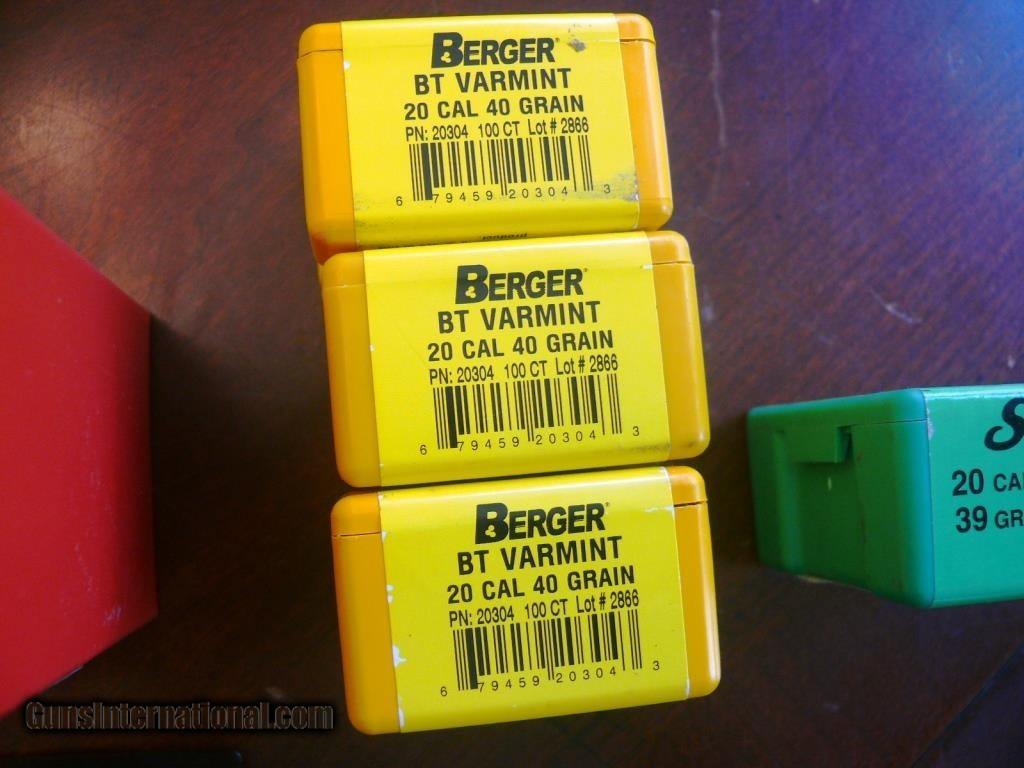 BERGER
BT VARMINT
20 CAL 40 GRAIN
PN: 20304 100 CT Lot # 2866
6 79459 20304 3
BERGER
BT VARMINT
20 CAL 40 GRAIN
PN: 20304 100 CT Lot # 2866
6 79459 20304 3
BERGER
BT VARMINT
20 CAL 40 GRAIN
PN: 20304 100 CT Lot # 2866
6 79459 20304 3
S
20 CA
39 GR
GunsInternational.com